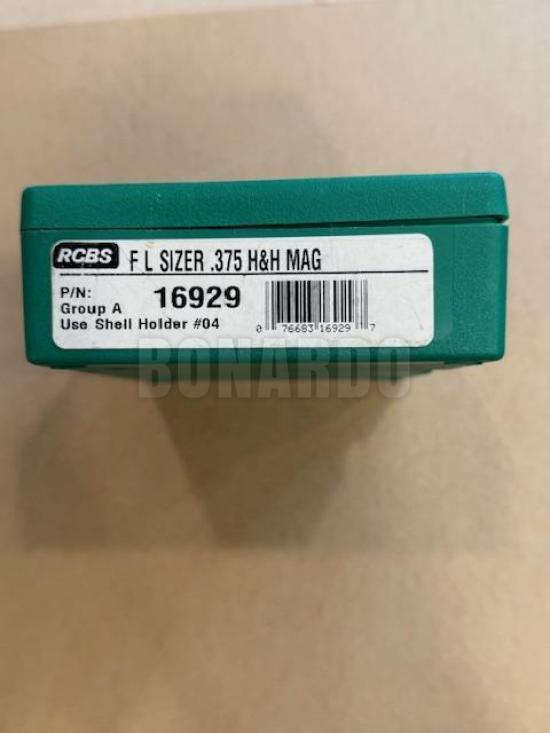 RCBS F L SIZER .375 H&H MAG
P/N: 16929
Group A
Use Shell Holder #04
0 76683 16929 7
BONARDO